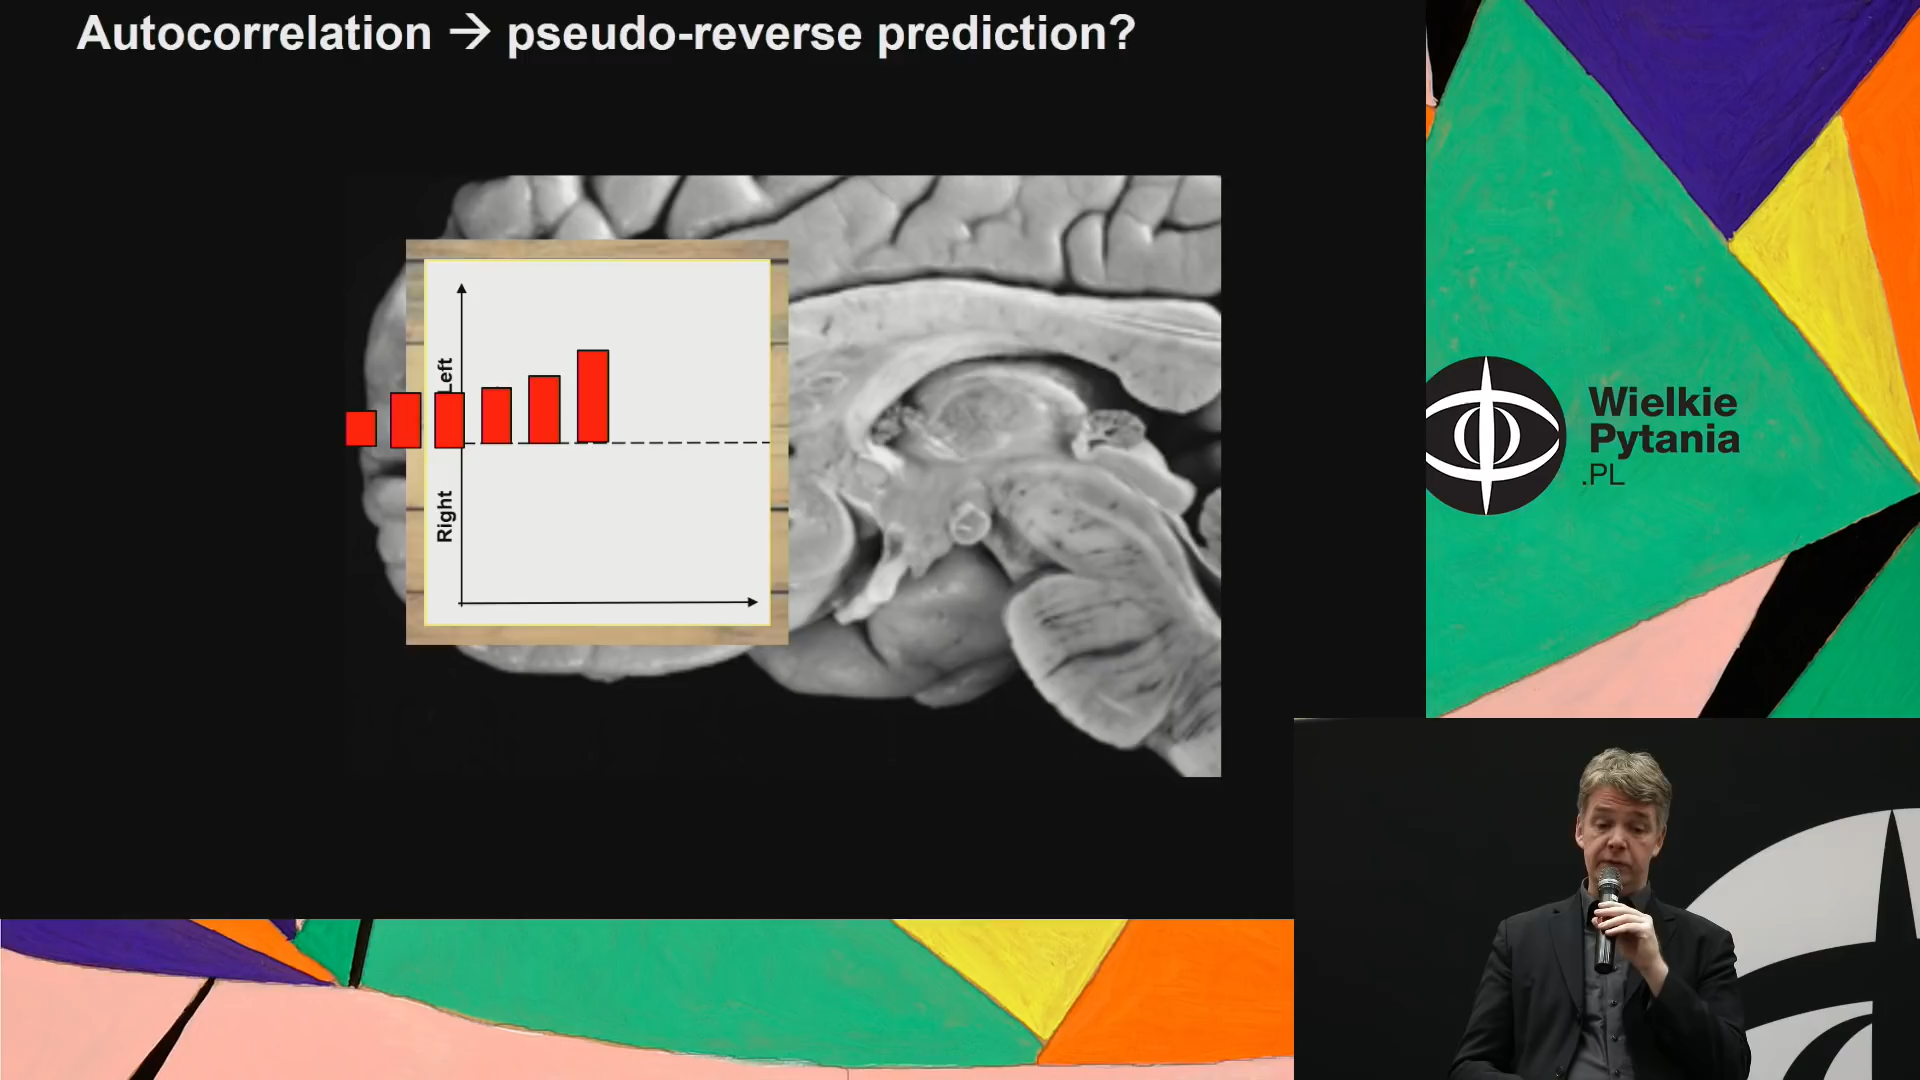 Autocorrelation → pseudo-reverse prediction?
Left
Right
Wielkie
Pytania
.PL